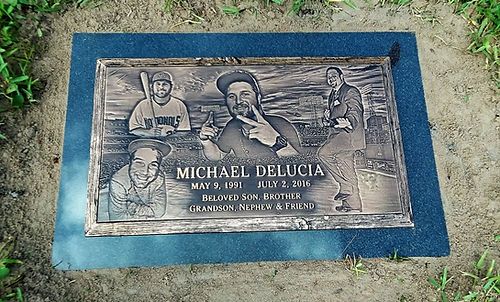 NATIONALS
MICHAEL DELUCIA
MAY 9, 1991 JULY 2, 2016
BELOVED SON, BROTHER
GRANDSON, NEPHEW & FRIEND